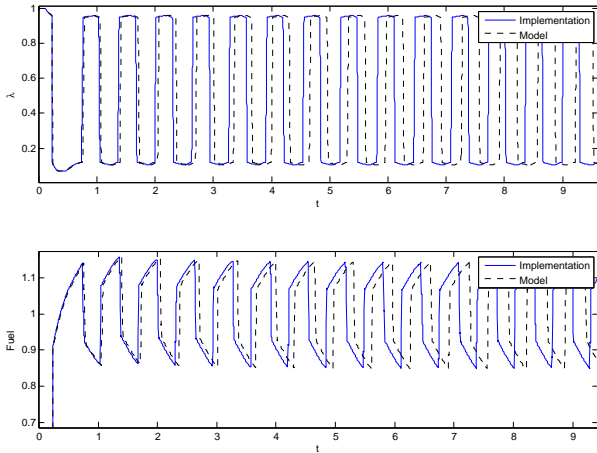 1
0.8
0.6
0.4
0.2
λ
0 1 2 3 4 5 6 7 8 9
t
Implementation
Model
1.1
1
0.9
0.8
0.7
Fuel
0 1 2 3 4 5 6 7 8 9
t
Implementation
Model